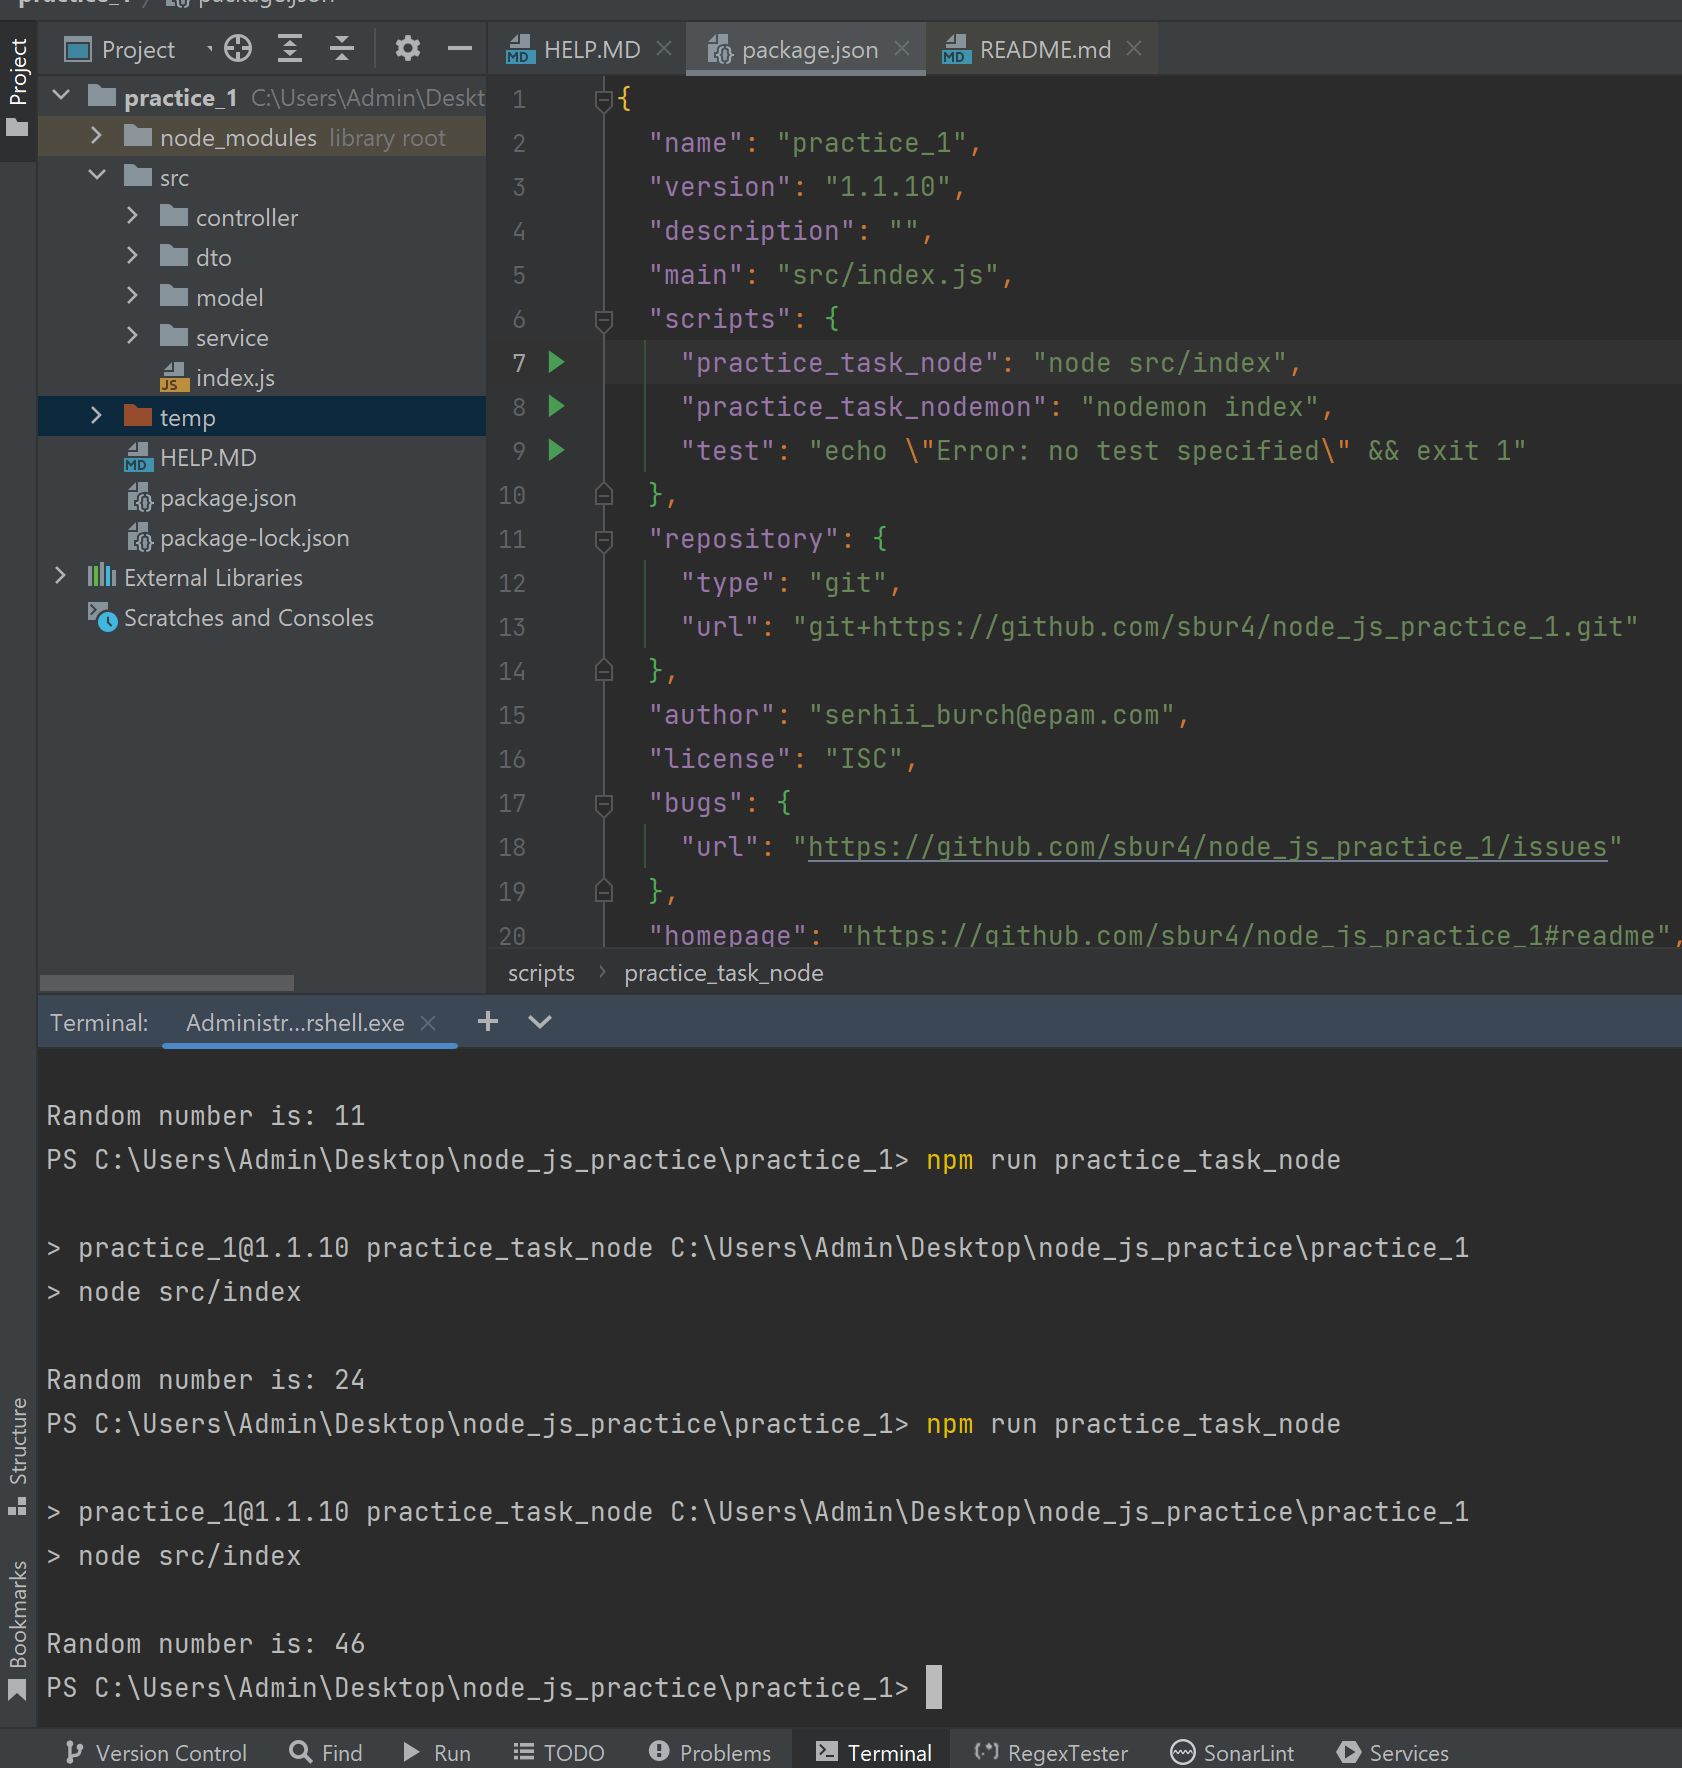 practice_1 / package.json
Project
HELP.MD
package.json
README.md
Project
practice_1 C:\Users\Admin\Deskt
node_modules library root
src
controller
dto
model
service
index.js
temp
HELP.MD
package.json
package-lock.json
External Libraries
Scratches and Consoles
1 {
2 "name": "practice_1",
3 "version": "1.1.10",
4 "description": "",
5 "main": "src/index.js",
6 "scripts": {
7 "practice_task_node": "node src/index",
8 "practice_task_nodemon": "nodemon index",
9 "test": "echo \"Error: no test specified\" && exit 1"
10 },
11 "repository": {
12 "type": "git",
13 "url": "git+https://github.com/sbur4/node_js_practice_1.git"
14 },
15 "author": "serhii_burch@epam.com",
16 "license": "ISC",
17 "bugs": {
18 "url": "https://github.com/sbur4/node_js_practice_1/issues"
19 },
20 "homepage": "https://github.com/sbur4/node_js_practice_1#readme",
scripts > practice_task_node
Terminal: Administr...rshell.exe
Random number is: 11
PS C:\Users\Admin\Desktop\node_js_practice\practice_1> npm run practice_task_node
> practice_1@1.1.10 practice_task_node C:\Users\Admin\Desktop\node_js_practice\practice_1
> node src/index
Random number is: 24
PS C:\Users\Admin\Desktop\node_js_practice\practice_1> npm run practice_task_node
> practice_1@1.1.10 practice_task_node C:\Users\Admin\Desktop\node_js_practice\practice_1
> node src/index
Random number is: 46
PS C:\Users\Admin\Desktop\node_js_practice\practice_1>
Structure
Bookmarks
Version Control
Find
Run
TODO
Problems
Terminal
RegexTester
SonarLint
Services